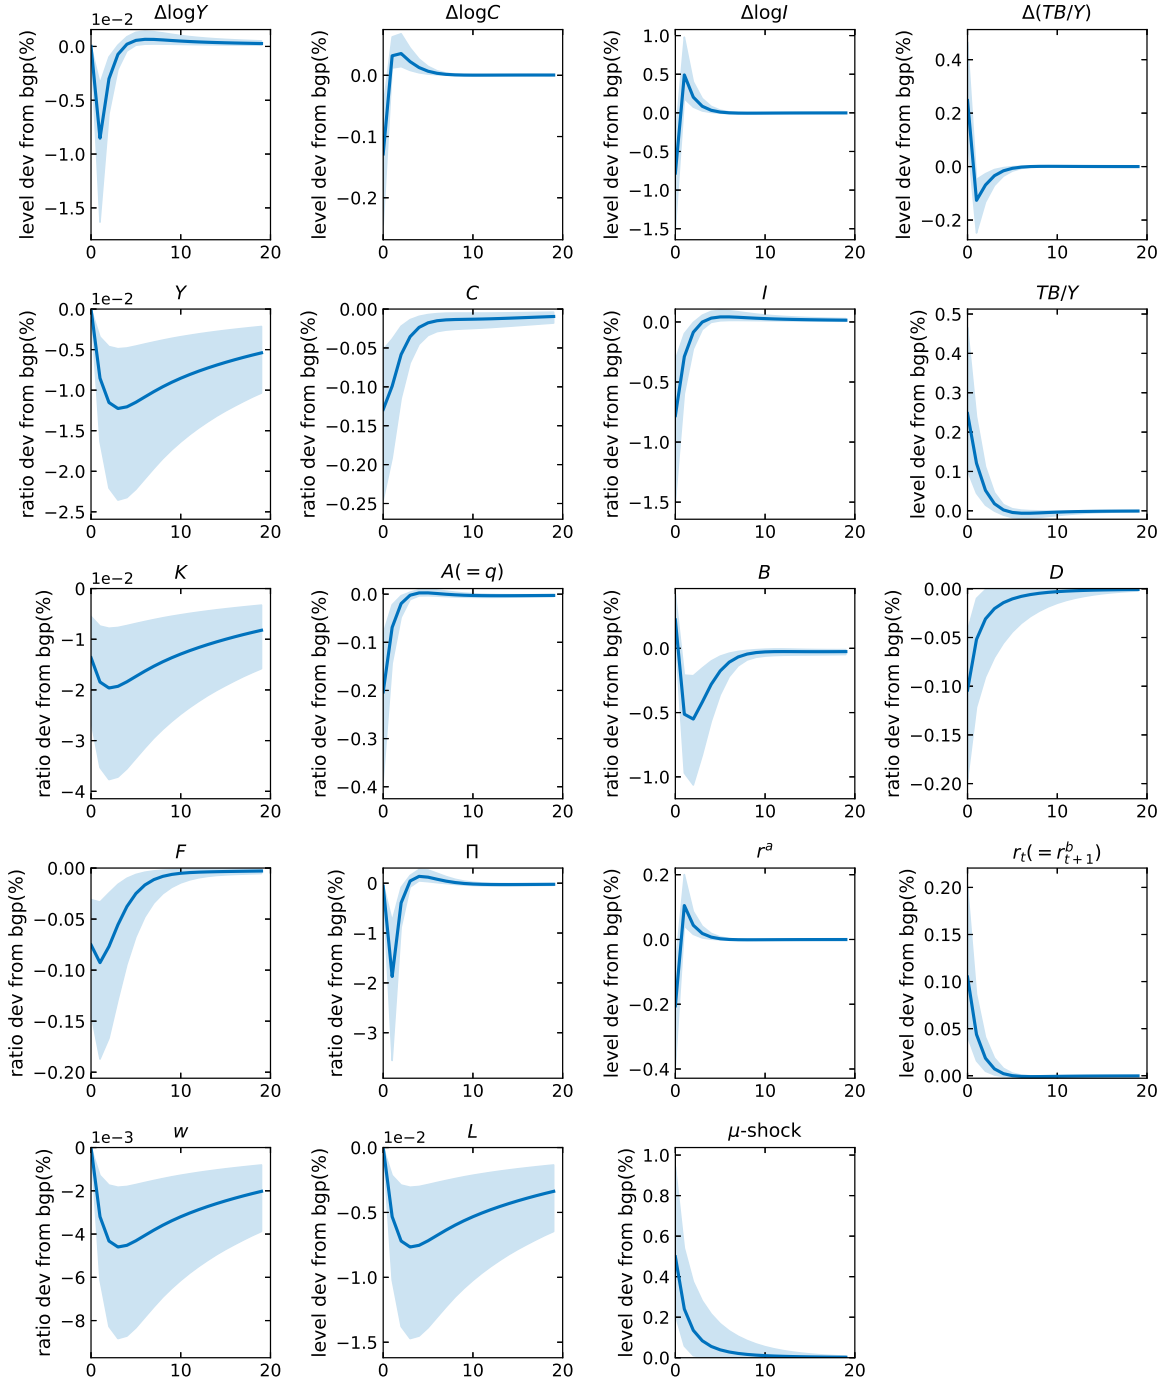 ΔlogY
1e−2
level dev from bgp(%)
0.0
−0.5
−1.0
−1.5
0 10 20
ΔlogC
level dev from bgp(%)
0.0
−0.1
−0.2
0 10 20
ΔlogI
level dev from bgp(%)
1.0
0.5
0.0
−0.5
−1.0
−1.5
0 10 20
Δ(TB/Y)
level dev from bgp(%)
0.4
0.2
0.0
−0.2
0 10 20
Y
1e−2
ratio dev from bgp(%)
0.0
−0.5
−1.0
−1.5
−2.0
−2.5
0 10 20
C
ratio dev from bgp(%)
0.00
−0.05
−0.10
−0.15
−0.20
−0.25
0 10 20
I
ratio dev from bgp(%)
0.0
−0.5
−1.0
−1.5
0 10 20
TB/Y
level dev from bgp(%)
0.5
0.4
0.3
0.2
0.1
0.0
0 10 20
K
1e−2
ratio dev from bgp(%)
0
−1
−2
−3
−4
0 10 20
A(=q)
ratio dev from bgp(%)
0.0
−0.1
−0.2
−0.3
−0.4
0 10 20
B
ratio dev from bgp(%)
0.0
−0.5
−1.0
0 10 20
D
ratio dev from bgp(%)
0.00
−0.05
−0.10
−0.15
−0.20
0 10 20
F
ratio dev from bgp(%)
0.00
−0.05
−0.10
−0.15
−0.20
0 10 20
Π
ratio dev from bgp(%)
0
−1
−2
−3
0 10 20
r^a
level dev from bgp(%)
0.2
0.0
−0.2
−0.4
0 10 20
r_t(=r^b_{t+1})
level dev from bgp(%)
0.20
0.15
0.10
0.05
0.00
0 10 20
w
1e−3
ratio dev from bgp(%)
0
−2
−4
−6
−8
0 10 20
L
1e−2
level dev from bgp(%)
0.0
−0.5
−1.0
−1.5
0 10 20
μ-shock
level dev from bgp(%)
1.0
0.8
0.6
0.4
0.2
0.0
0 10 20